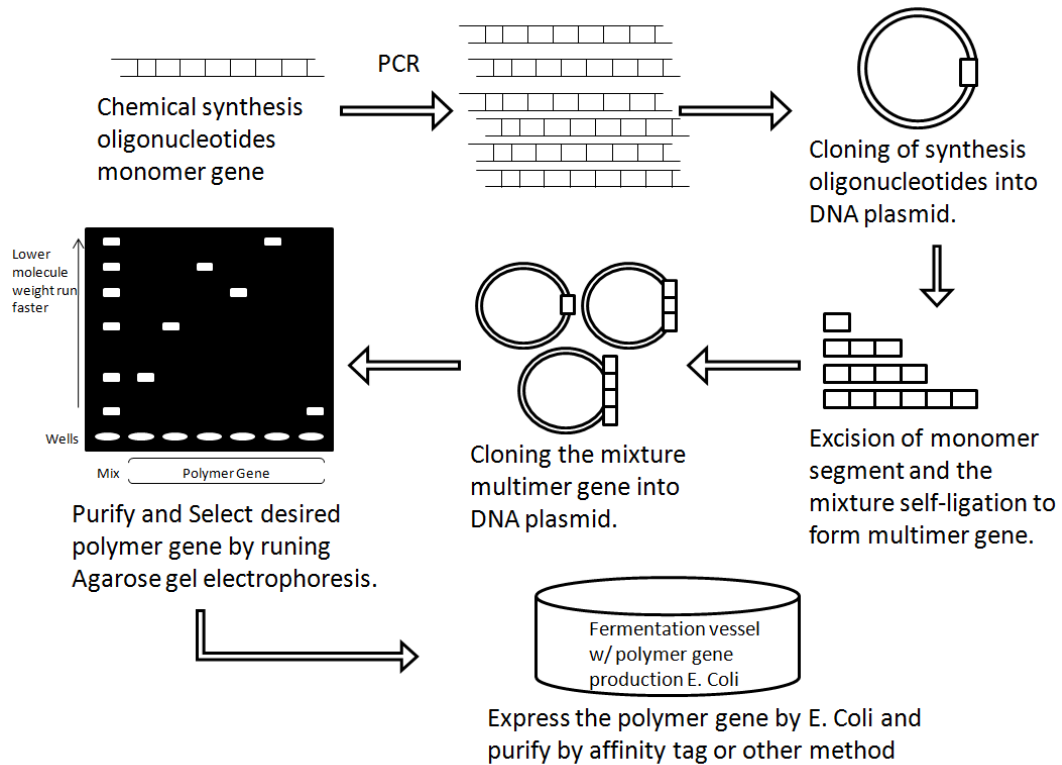 Chemical synthesis
oligonucleotides
monomer gene
PCR
Cloning of synthesis
oligonucleotides into
DNA plasmid.
Excision of monomer
segment and the
mixture self-ligation to
form multimer gene.
Cloning the mixture
multimer gene into
DNA plasmid.
Lower
molecule
weight run
faster
Wells
Mix
Polymer Gene
Purify and Select desired
polymer gene by runing
Agarose gel electrophoresis.
Fermentation vessel
w/ polymer gene
production E. Coli
Express the polymer gene by E. Coli and
purify by affinity tag or other method